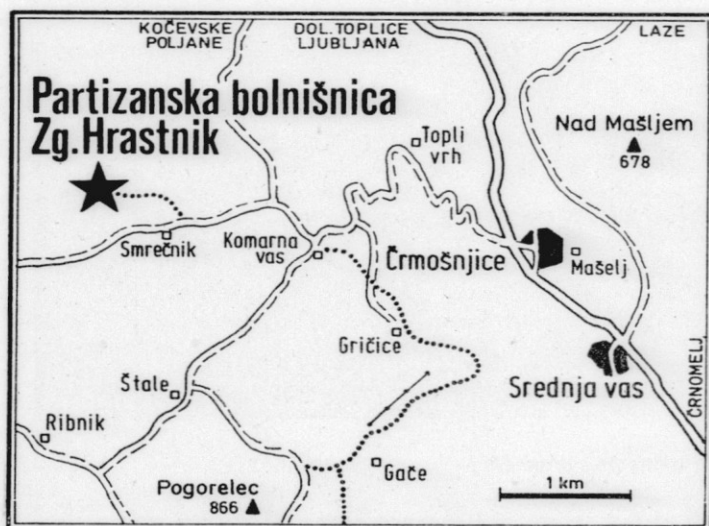 KOČEVSKE
POLJANE
DOL. TOPLICE
LJUBLJANA
LAZE
Partizanska bolnišnica
Zg. Hrastnik
Topli
vrh
Nad Mašljem
678
Smrečnik
Komarna
vas
Črmošnjice
Mašelj
Gričice
Srednja vas
ČRNOMELJ
Štale
Ribnik
Gače
Pogorelec
866
1 km